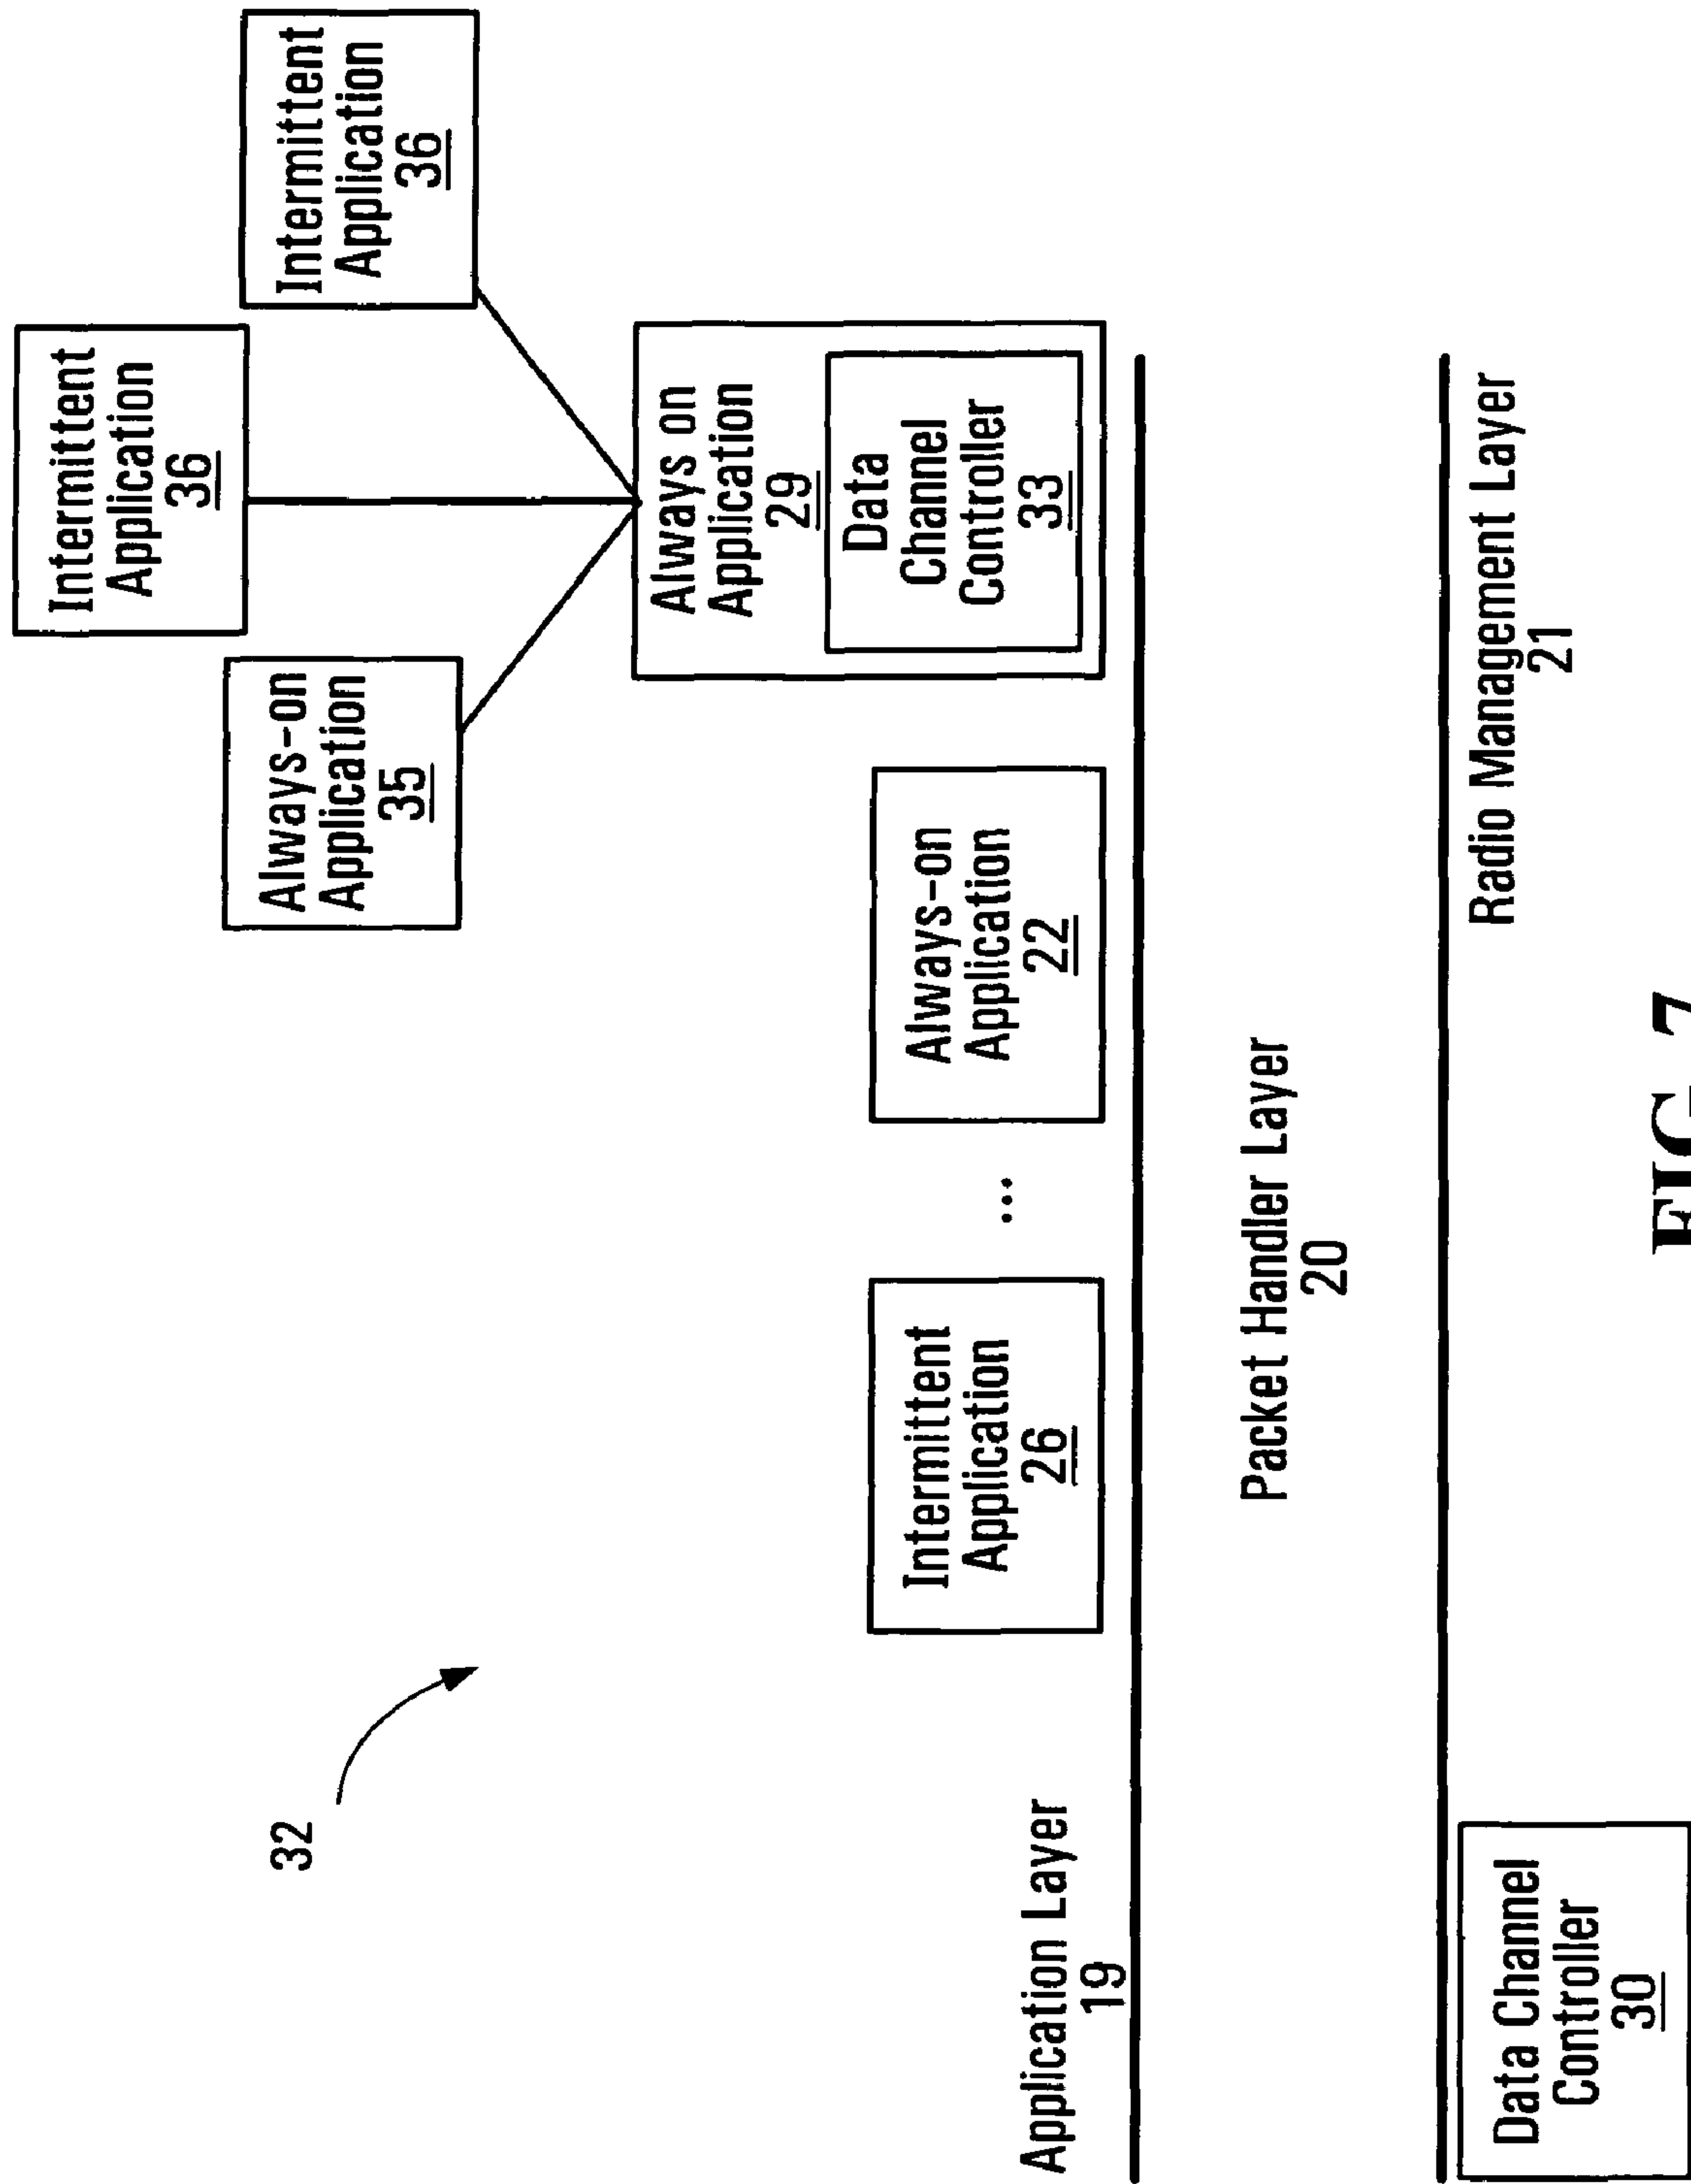 Intermittent
Application
36
Always-on
Application
35
Intermittent
Application
36
32
Always on
Application
29
Data
Channel
Controller
33
Intermittent
Application
26
...
Always-on
Application
22
Application Layer
19
Packet Handler Layer
20
Radio Management Layer
21
Data Channel
Controller
30
FIG. 7